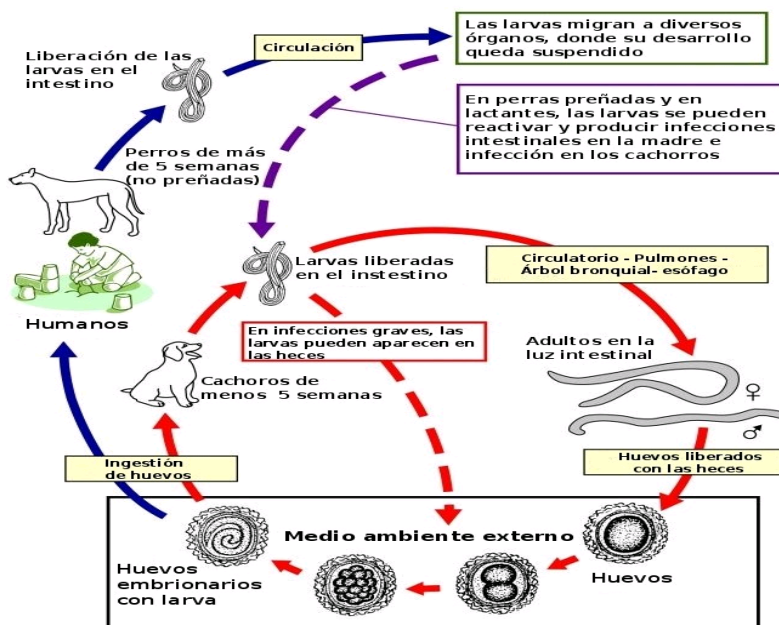 Liberación de las
larvas en el
intestino
Circulación
Las larvas migran a diversos
órganos, donde su desarrollo
queda suspendido
En perras preñadas y en
lactantes, las larvas se pueden
reactivar y producir infecciones
intestinales en la madre e
infección en los cachorros
Perros de más
de 5 semanas
(no preñadas)
Humanos
Larvas liberadas
en el instestino
Circulatorio - Pulmones -
Árbol bronquial- esófago
En infecciones graves, las
larvas pueden aparecen en
las heces
Cachoros de
menos 5 semanas
Adultos en la
luz intestinal
♀
♂
Ingestión
de huevos
Huevos liberados
con las heces
Medio ambiente externo
Huevos
embrionarios
con larva
Huevos